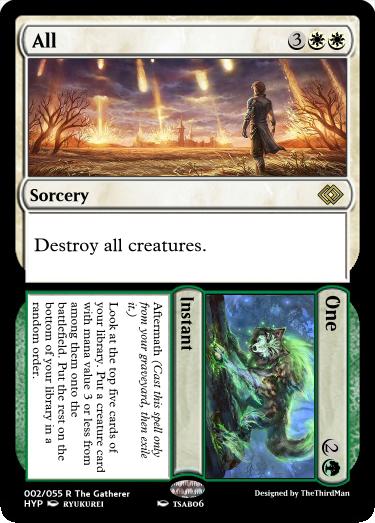 All
3
Sorcery
Destroy all creatures.
One
2
Instant
Aftermath (Cast this spell only
from your graveyard, then exile
it.)
Look at the top five cards of
your library. Put a creature card
with mana value 3 or less from
among them onto the
battlefield. Put the rest on the
bottom of your library in a
random order.
002/055 R The Gatherer
HYP RYUKUREI
TSABO6
Designed by TheThirdMan